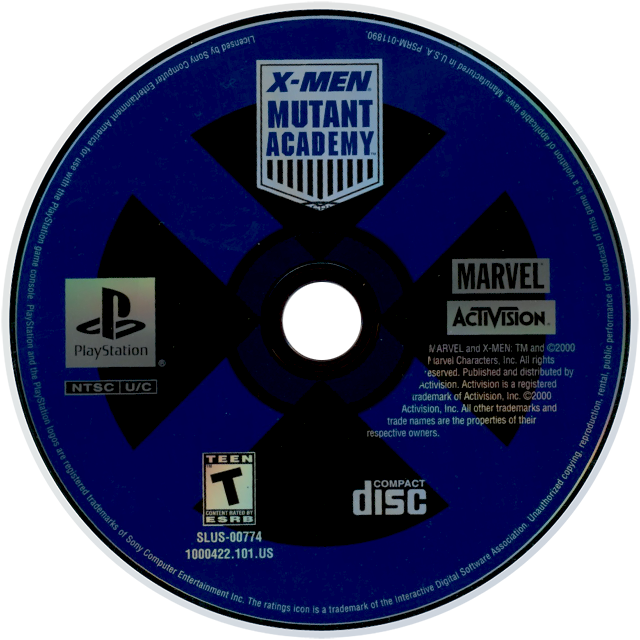 X-MEN
MUTANT
ACADEMY™
PlayStation®
NTSC U/C
MARVEL
ACTIVISION.
MARVEL and X-MEN: TM and ©2000
Marvel Characters, Inc. All rights
reserved. Published and distributed by
Activision. Activision is a registered
trademark of Activision, Inc. ©2000
Activision, Inc. All other trademarks and
trade names are the properties of their
respective owners.
TEEN
T
CONTENT RATED BY
ESRB
SLUS-00774
1000422.101.US
COMPACT
disc
Licensed by Sony Computer Entertainment America for use with the PlayStation game console. PlayStation and the PlayStation logos are registered trademarks of Sony Computer Entertainment Inc. The ratings icon is a trademark of the Interactive Digital Software Association. Unauthorized copying, reproduction, rental, public performance or broadcast of this game is a violation of applicable laws. Manufactured in U.S.A. PSRM-011890.